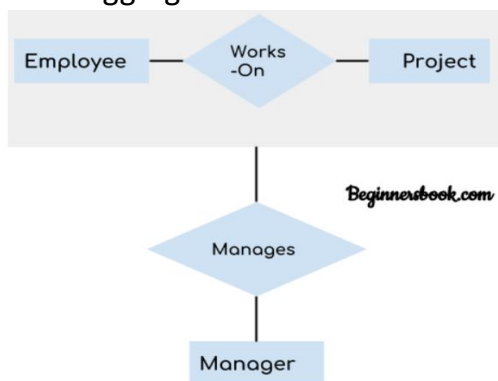 Employee
Works
-On
Project
Beginnersbook.com
Manages
Manager